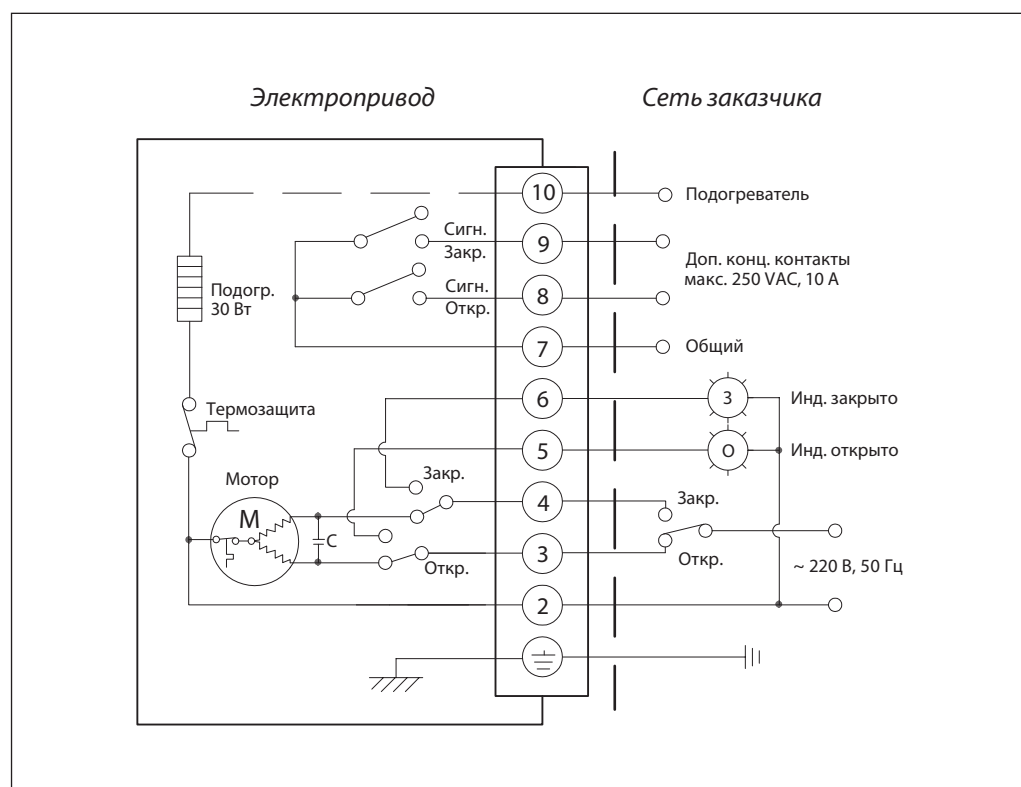 Электропривод
Сеть заказчика
10
Подогреватель
Сигн.
Закр.
9
Доп. конц. контакты
макс. 250 VAC, 10 А
Подогр.
30 Вт
Сигн.
Откр.
8
7
Общий
6
З
Инд. закрыто
Термозащита
5
О
Инд. открыто
Мотор
Закр.
4
Закр.
М
С
Откр.
3
Откр.
~ 220 В, 50 Гц
2